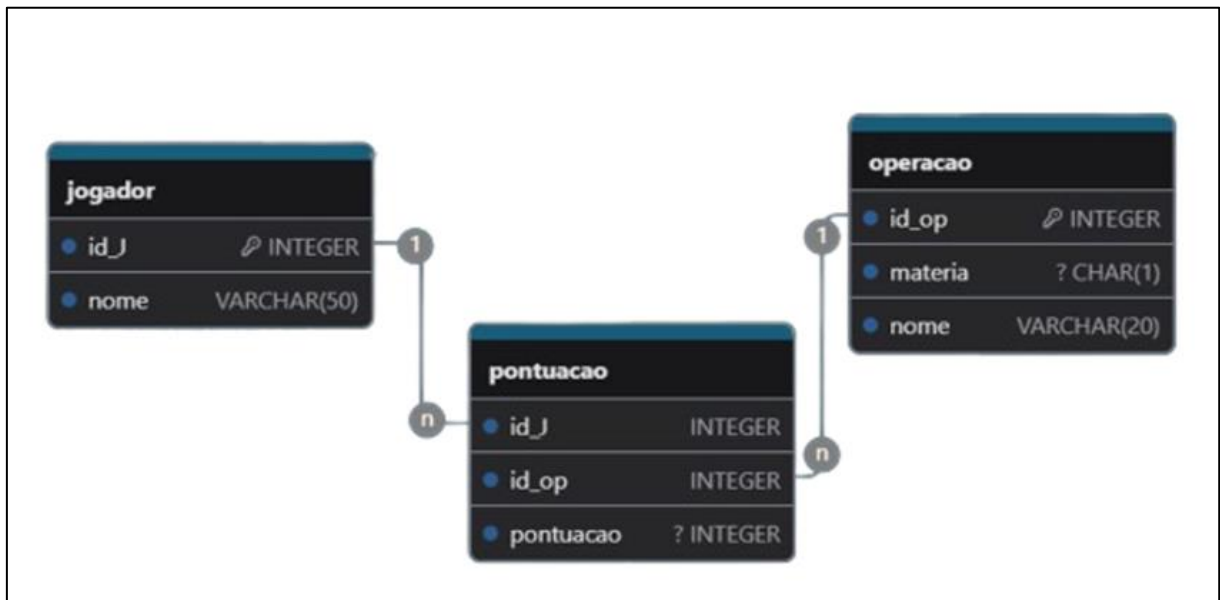 jogador
id_J INTEGER
1
nome VARCHAR(50)
operacao
id_op INTEGER
1
materia ? CHAR(1)
nome VARCHAR(20)
pontuacao
n
id_J INTEGER
n
id_op INTEGER
pontuacao ? INTEGER